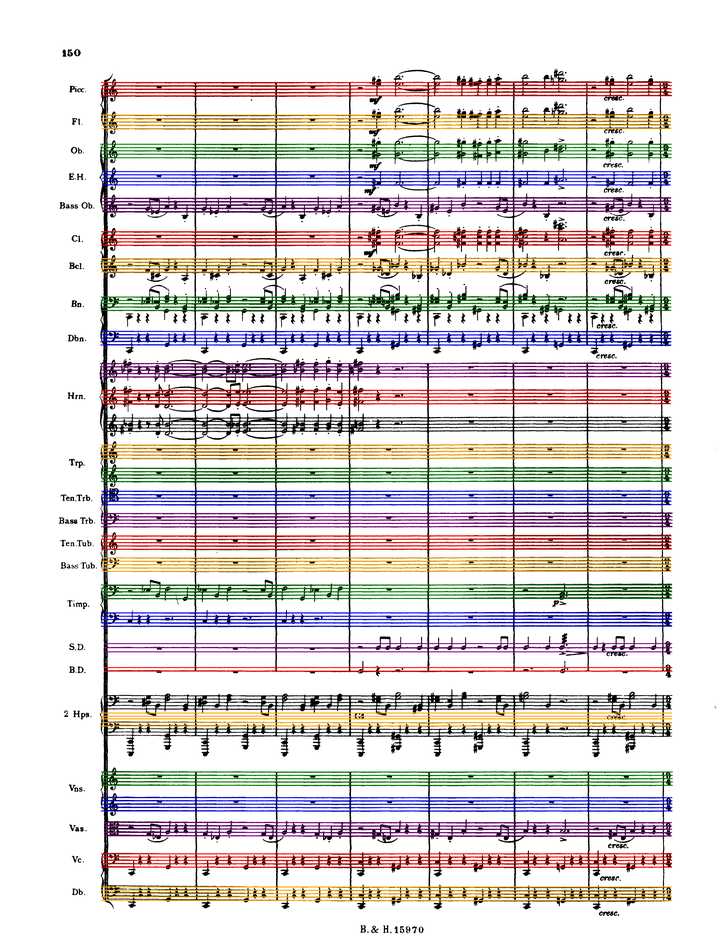 150
Picc.
Fl.
Ob.
E.H.
Bass Ob.
Cl.
Bcl.
Bn.
Dbn.
Hrn.
Trp.
Ten.Trb.
Bass Trb.
Ten.Tub.
Bass Tub.
Timp.
S.D.
B.D.
2 Hps.
Vns.
Vas.
Vc.
Db.
mf
cresc.
mf
cresc.
mf
cresc.
mf
cresc.
cresc.
mf
cresc.
cresc.
cresc.
cresc.
p
cresc.
cresc.
cresc.
cresc.
cresc.
B. & H. 15970